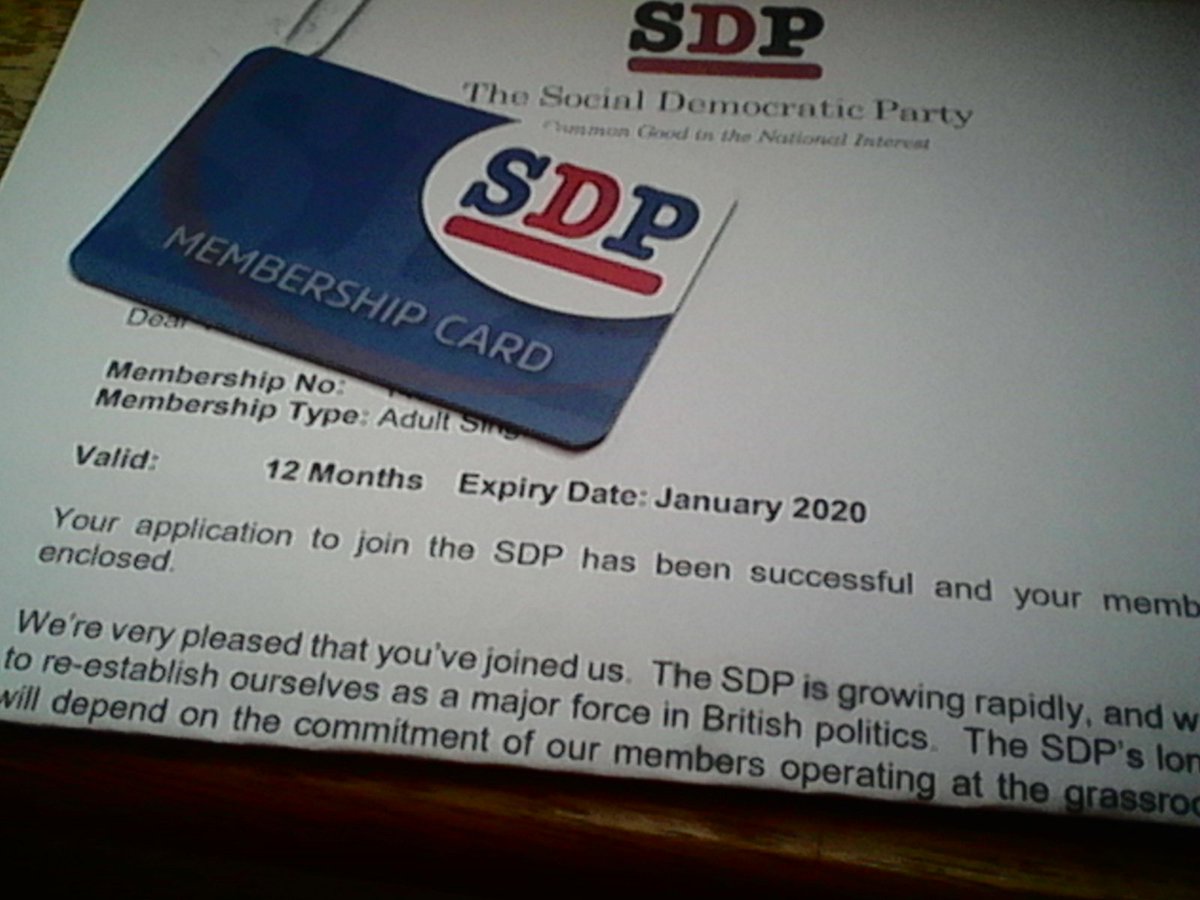 SDP
The Social Democratic Party
Common Good in the National Interest
SDP
MEMBERSHIP CARD
Dear
Membership No:
Membership Type: Adult
Valid: 12 Months Expiry Date: January 2020
Your application to join the SDP has been successful and your
enclosed.
We're very pleased that you've joined us. The SDP is growing rapidly, and
to re-establish ourselves as a major force in British politics. The SDP's
will depend on the commitment of our members operating at the